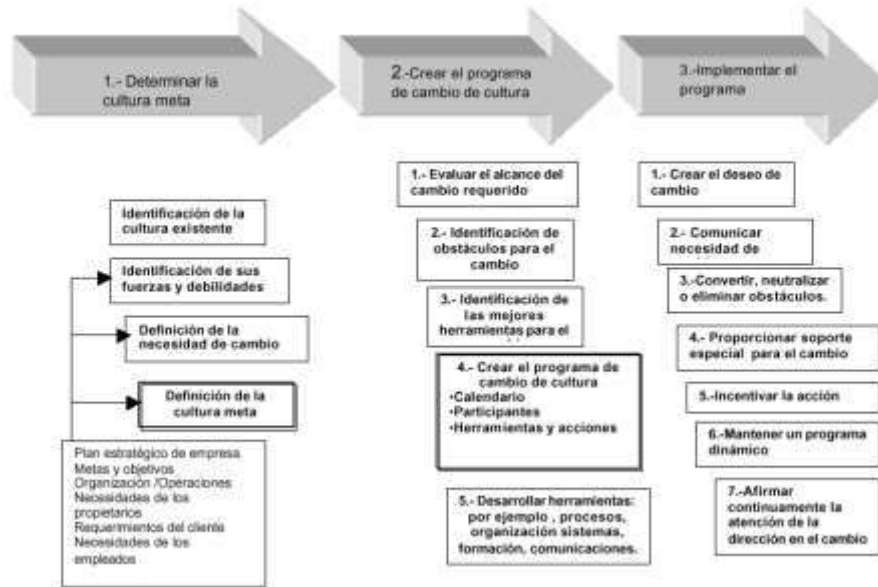 1.- Determinar la
cultura meta
2.-Crear el programa
de cambio de cultura
3.-Implementar el
programa
Identificación de la
cultura existente
Identificación de sus
fuerzas y debilidades
Definición de la
necesidad de cambio
Definición de la
cultura meta
Plan estratégico de empresa
Metas y objetivos
Organización /Operaciones
Necesidades de los
propietarios
Requerimientos del cliente
Necesidades de los
empleados
1.- Evaluar el alcance del
cambio requerido
2.- Identificación de
obstáculos para el
cambio
3.- Identificación de
las mejores
herramientas para el
4.- Crear el programa de
cambio de cultura
•Calendario
•Participantes
•Herramientas y acciones
5.- Desarrollar herramientas:
por ejemplo , procesos,
organización sistemas,
formación, comunicaciones.
1.- Crear el deseo de
cambio
2.- Comunicar
necesidad de
3.-Convertir, neutralizar
o eliminar obstáculos.
4.- Proporcionar soporte
especial para el cambio
5.-Incentivar la acción
6.-Mantener un programa
dinámico
7.-Afirmar
continuamente la
atención de la
dirección en el cambio